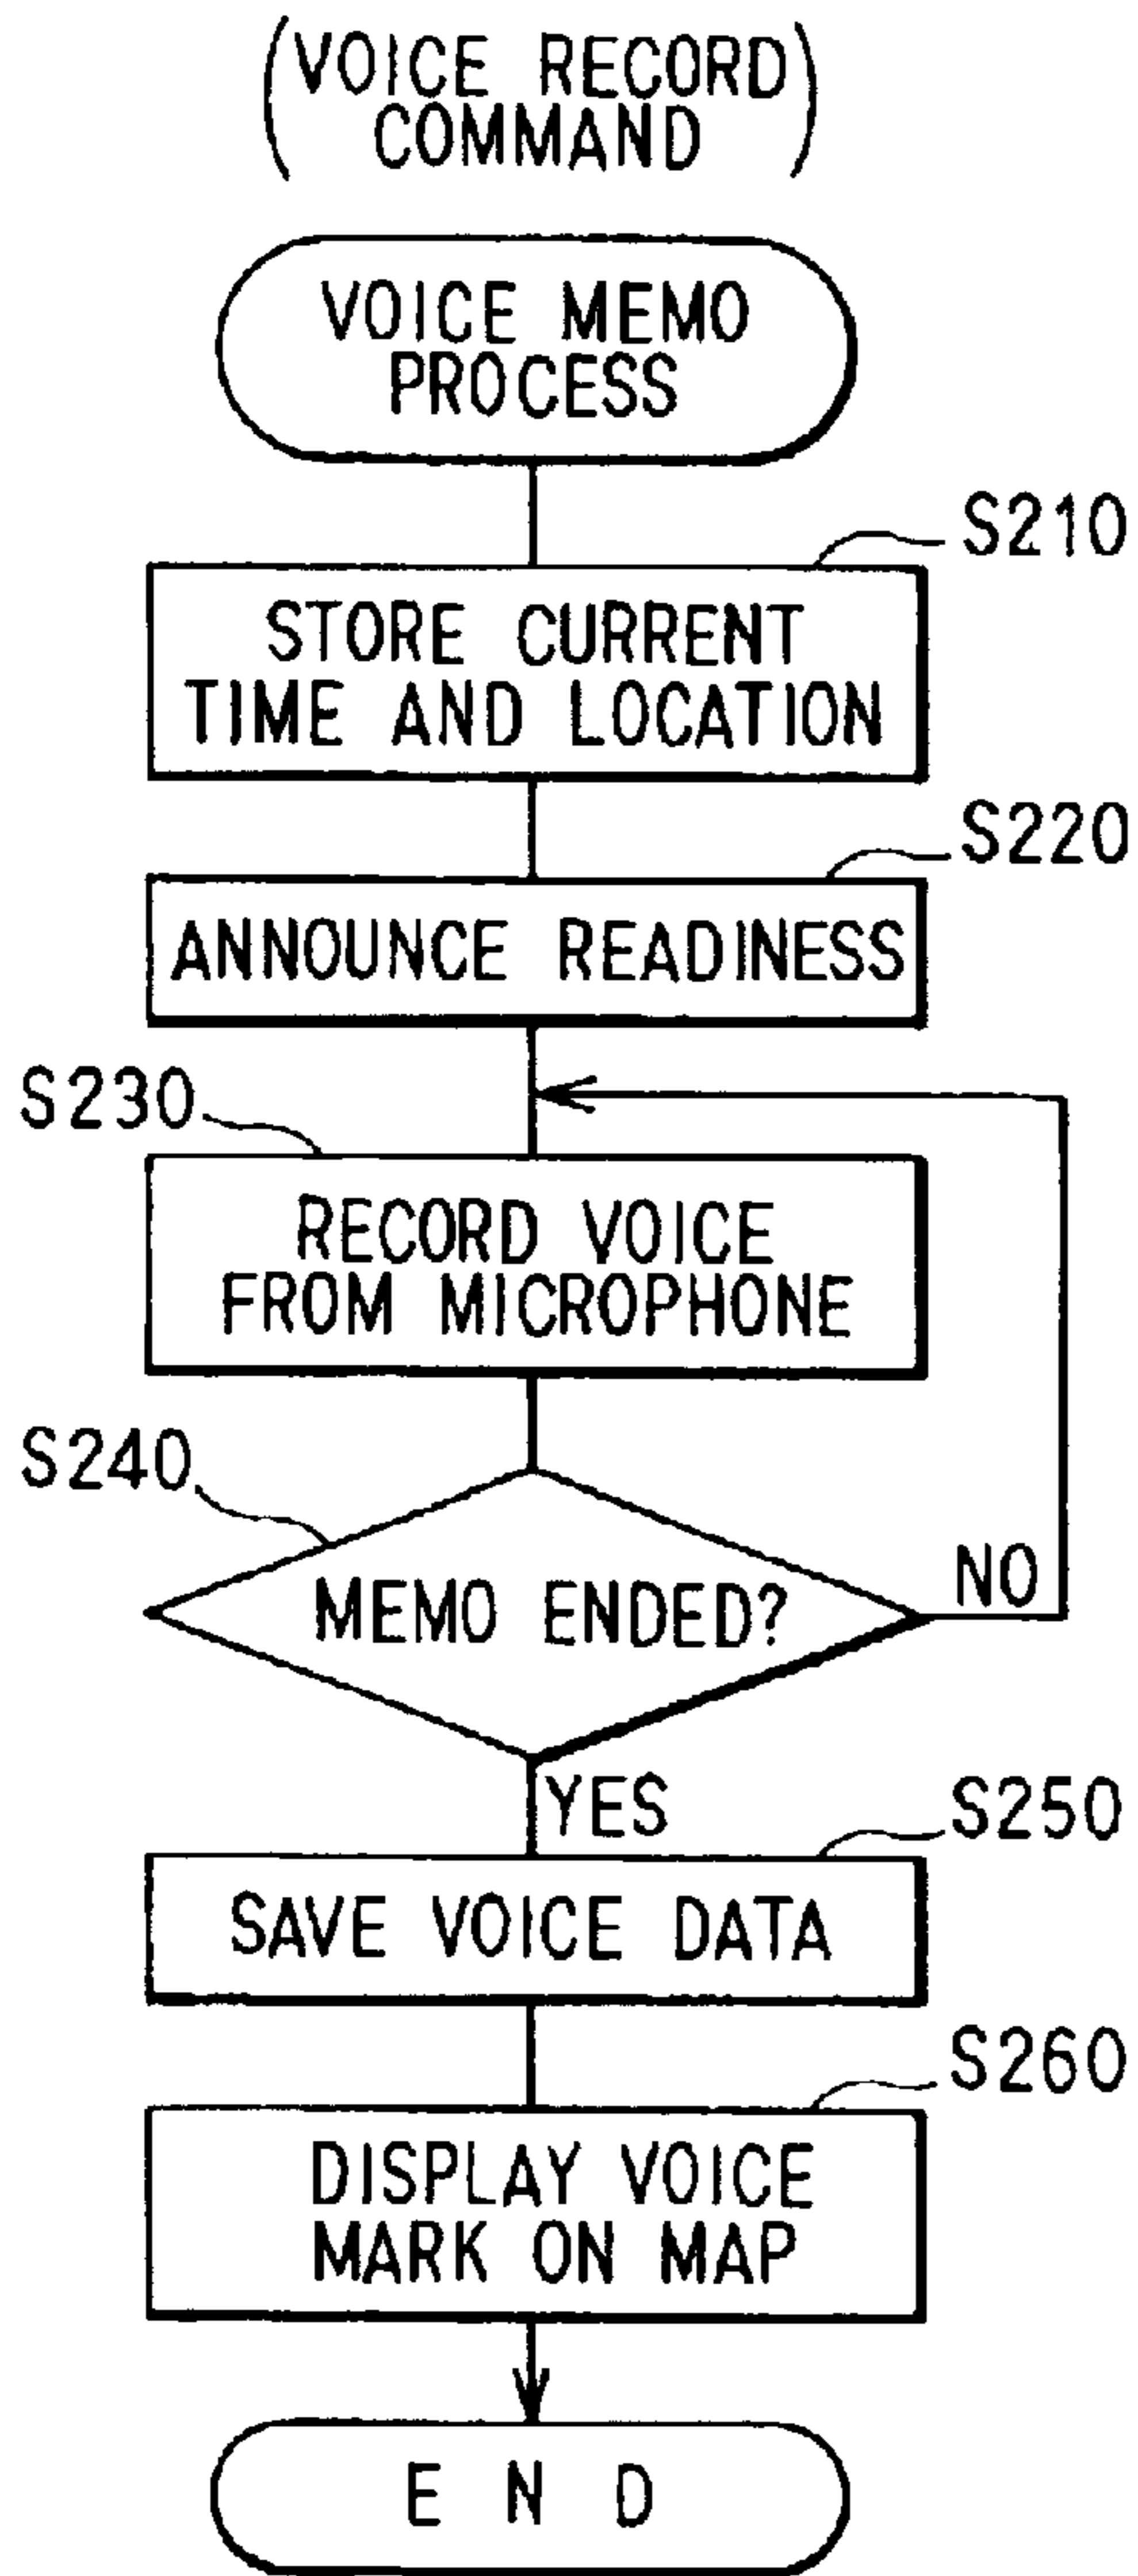 (VOICE RECORD
COMMAND)
VOICE MEMO
PROCESS
S210
STORE CURRENT
TIME AND LOCATION
S220
ANNOUNCE READINESS
S230
RECORD VOICE
FROM MICROPHONE
S240
MEMO ENDED?
NO
YES
S250
SAVE VOICE DATA
S260
DISPLAY VOICE
MARK ON MAP
END